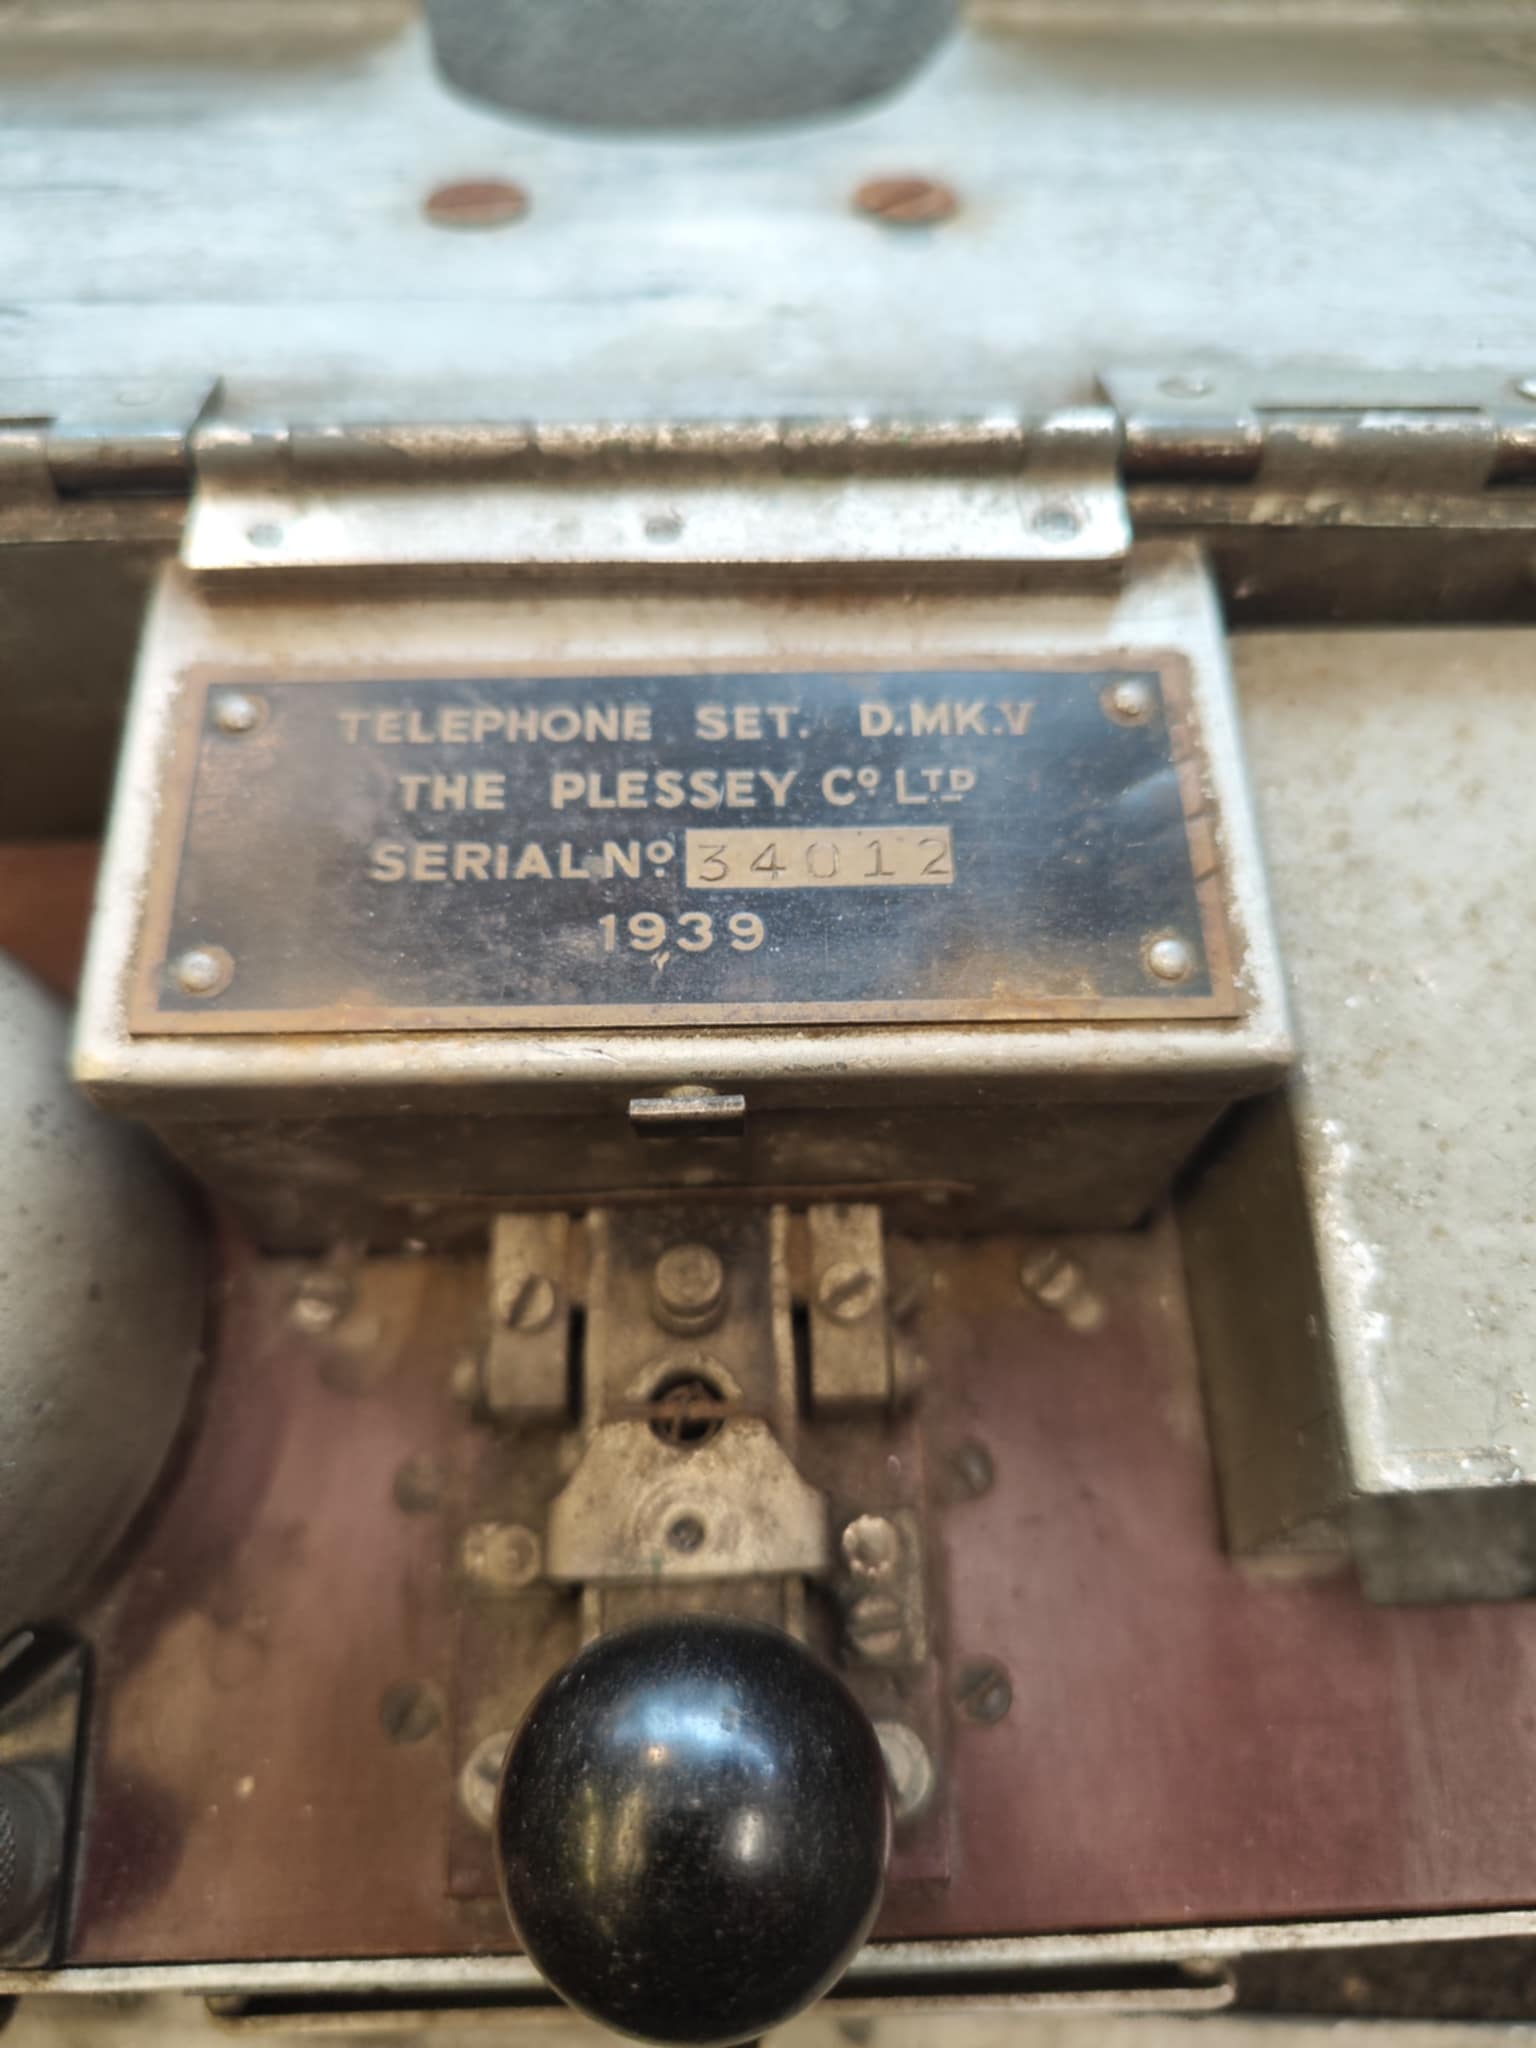 TELEPHONE SET. D.MK.V
THE PLESSEY Cº LTD
SERIAL Nº 34012
1939